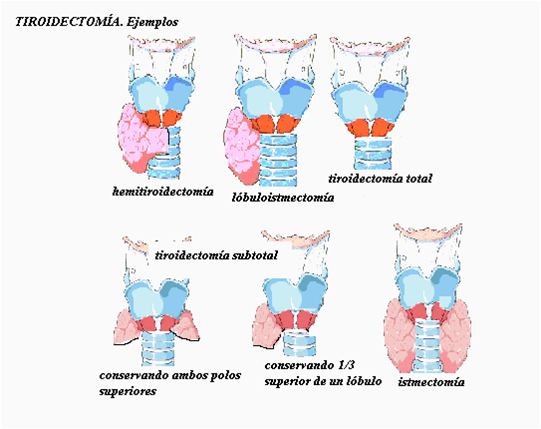 TIROIDECTOMÍA. Ejemplos
hemitiroidectomía
lóbuloistmectomía
tiroidectomía total
tiroidectomía subtotal
conservando ambos polos
superiores
conservando 1/3
superior de un lóbulo
istmectomía